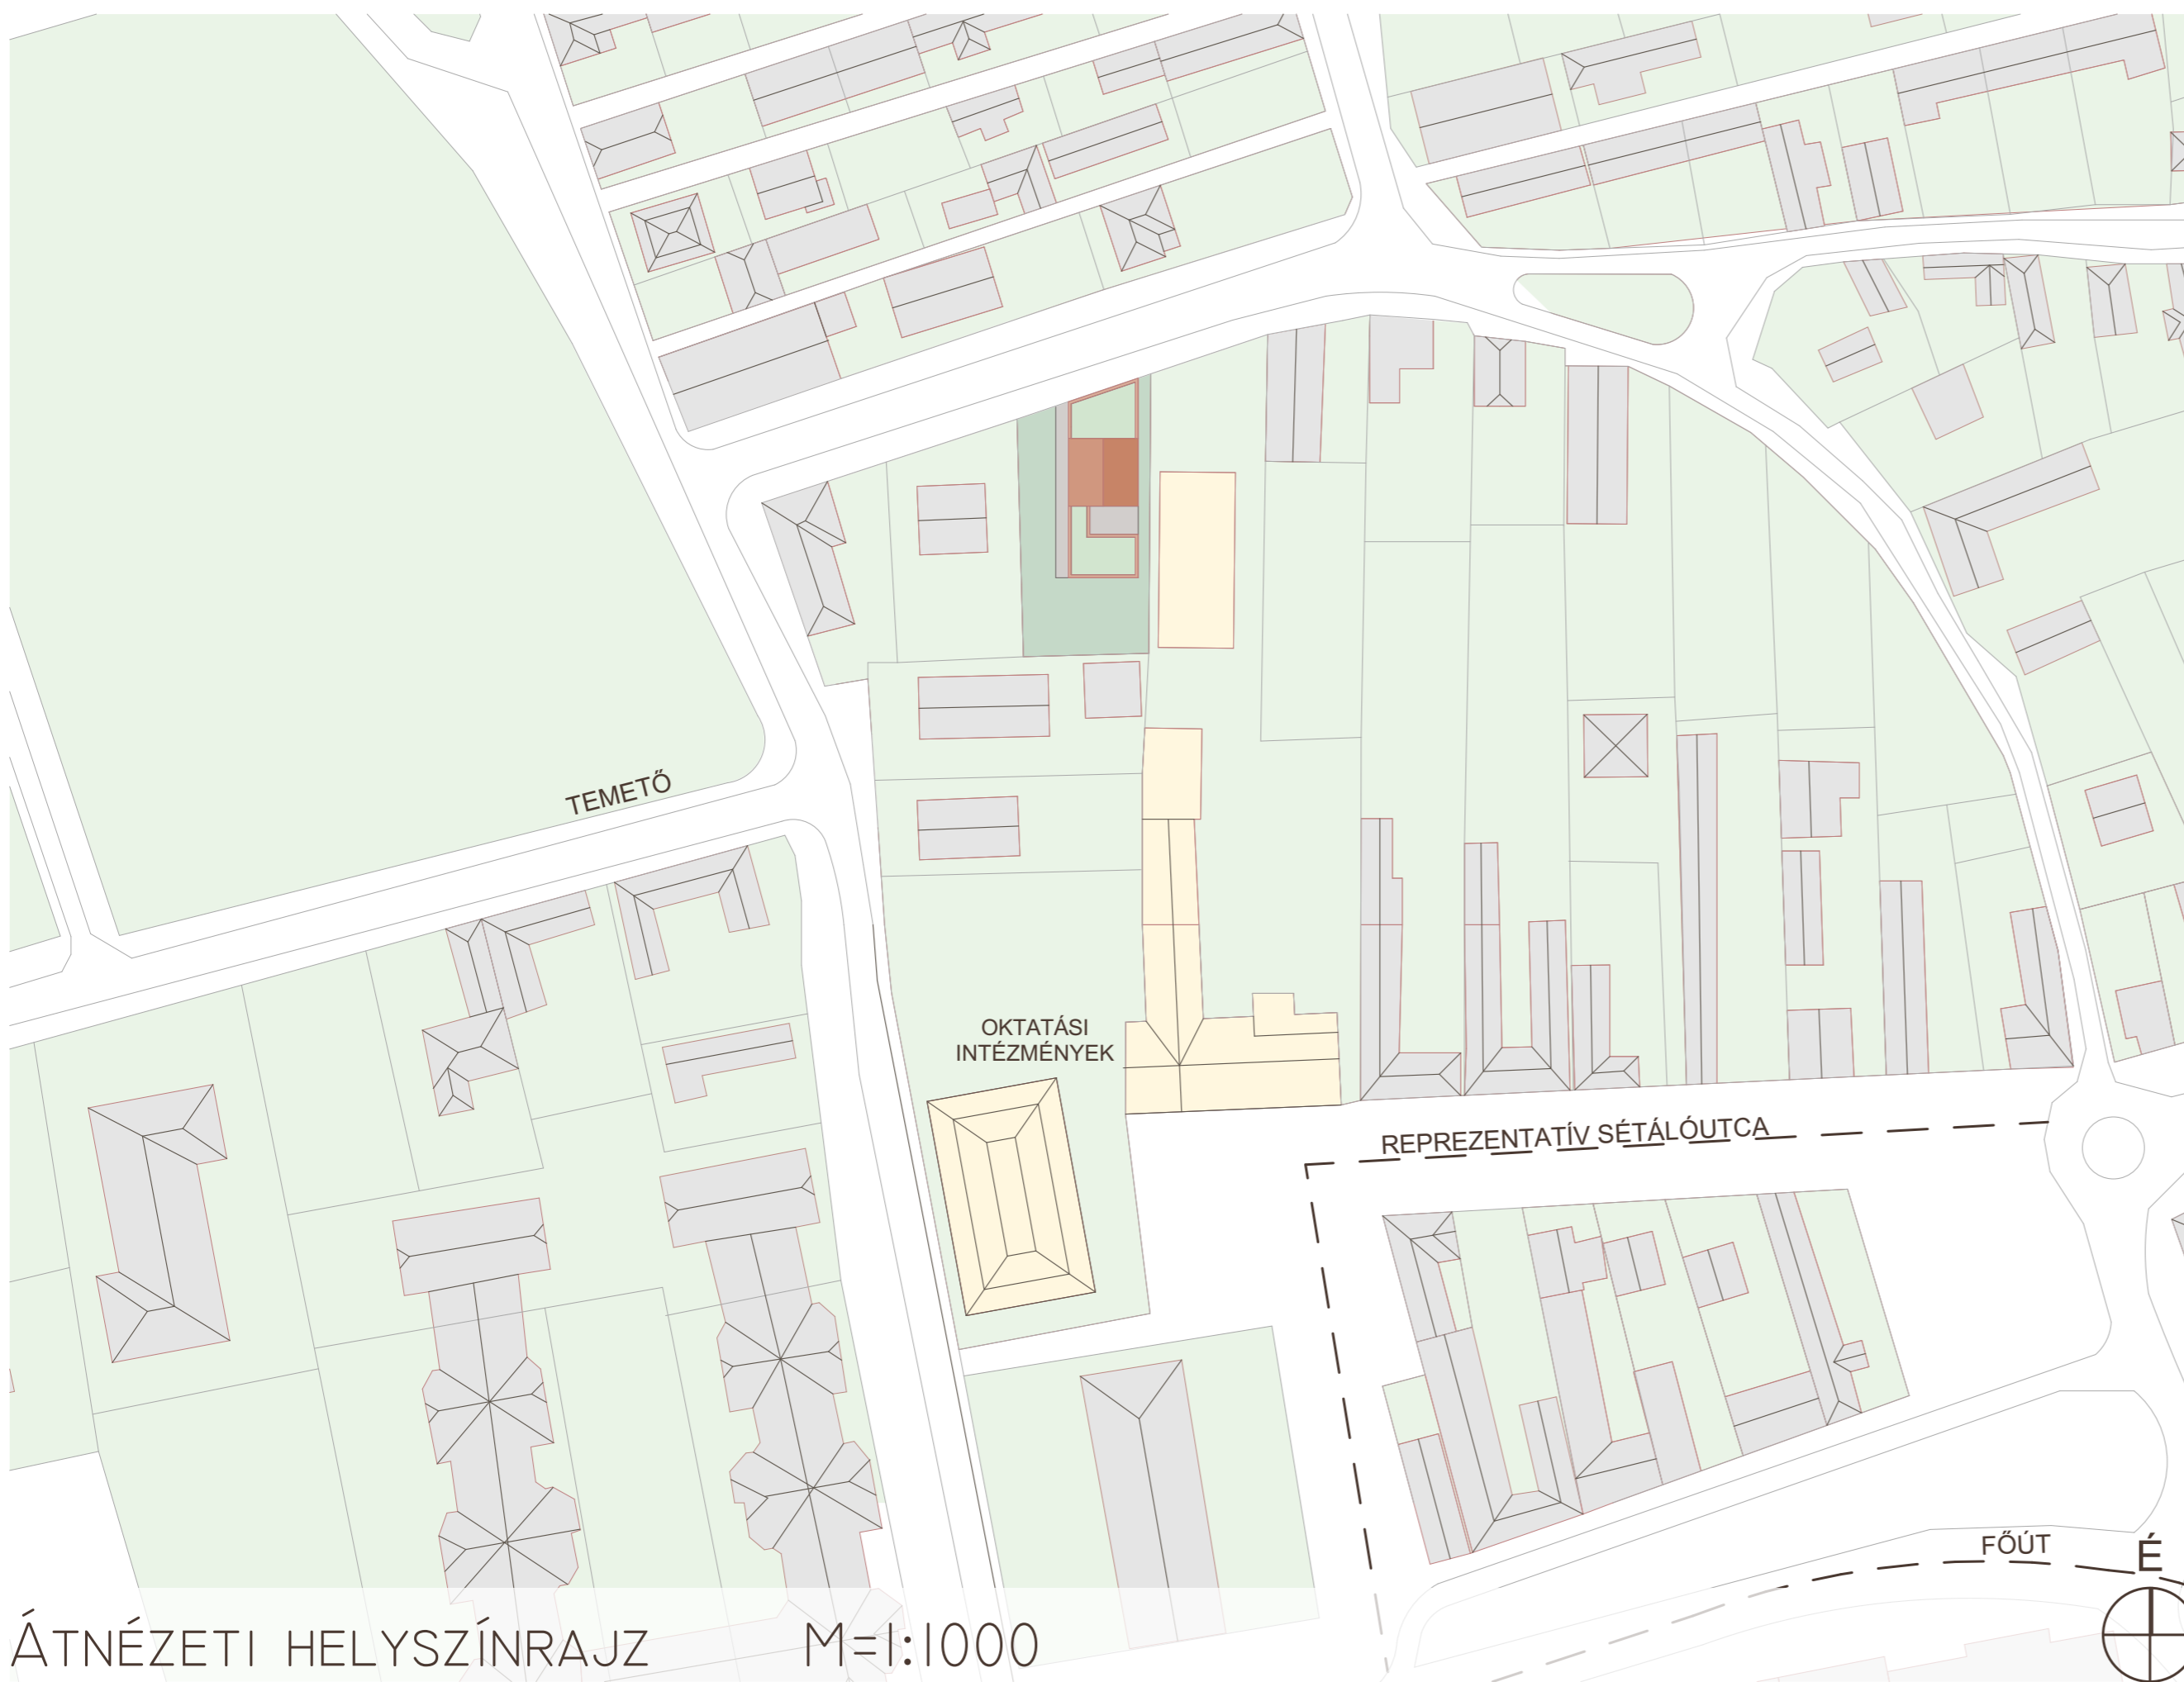 TEMETŐ
OKTATÁSI
INTÉZMÉNYEK
REPREZENTATÍV SÉTÁLÓUTCA
FŐÚT
É
ÁTNÉZETI HELYSZÍNRAJZ M=1:1000